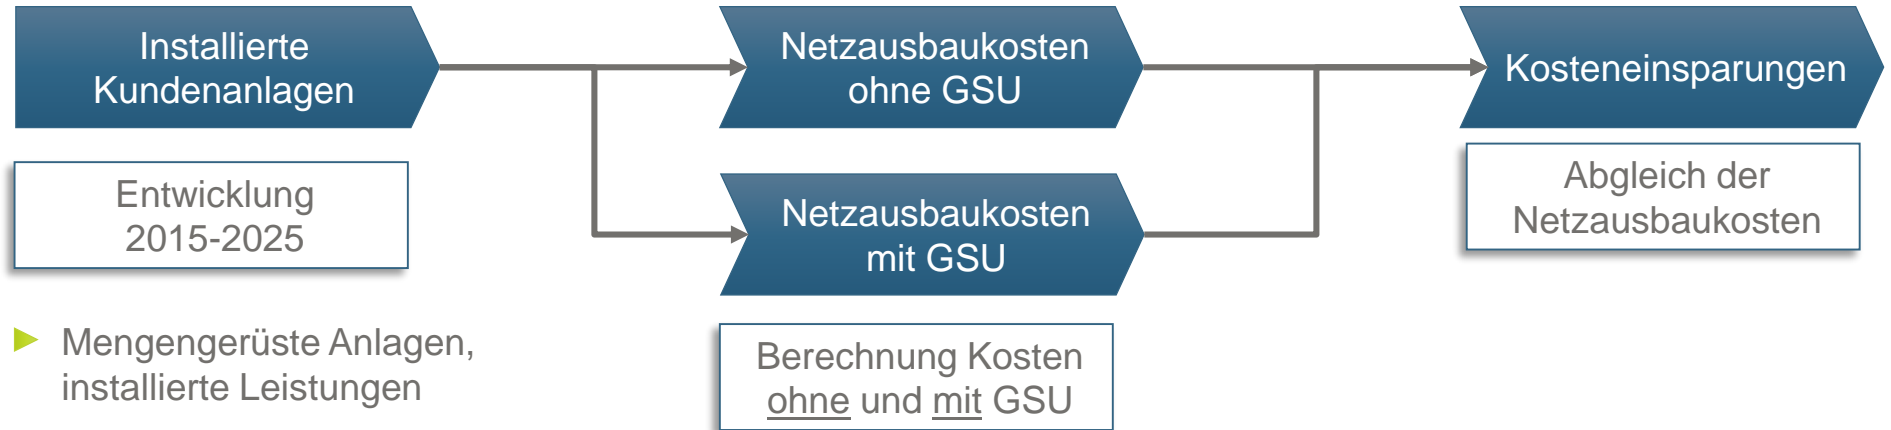 Installierte
Kundenanlagen
Netzausbaukosten
ohne GSU
Kosteneinsparungen
Entwicklung
2015-2025
Netzausbaukosten
mit GSU
Abgleich der
Netzausbaukosten
Mengengerüste Anlagen,
installierte Leistungen
Berechnung Kosten
ohne und mit GSU